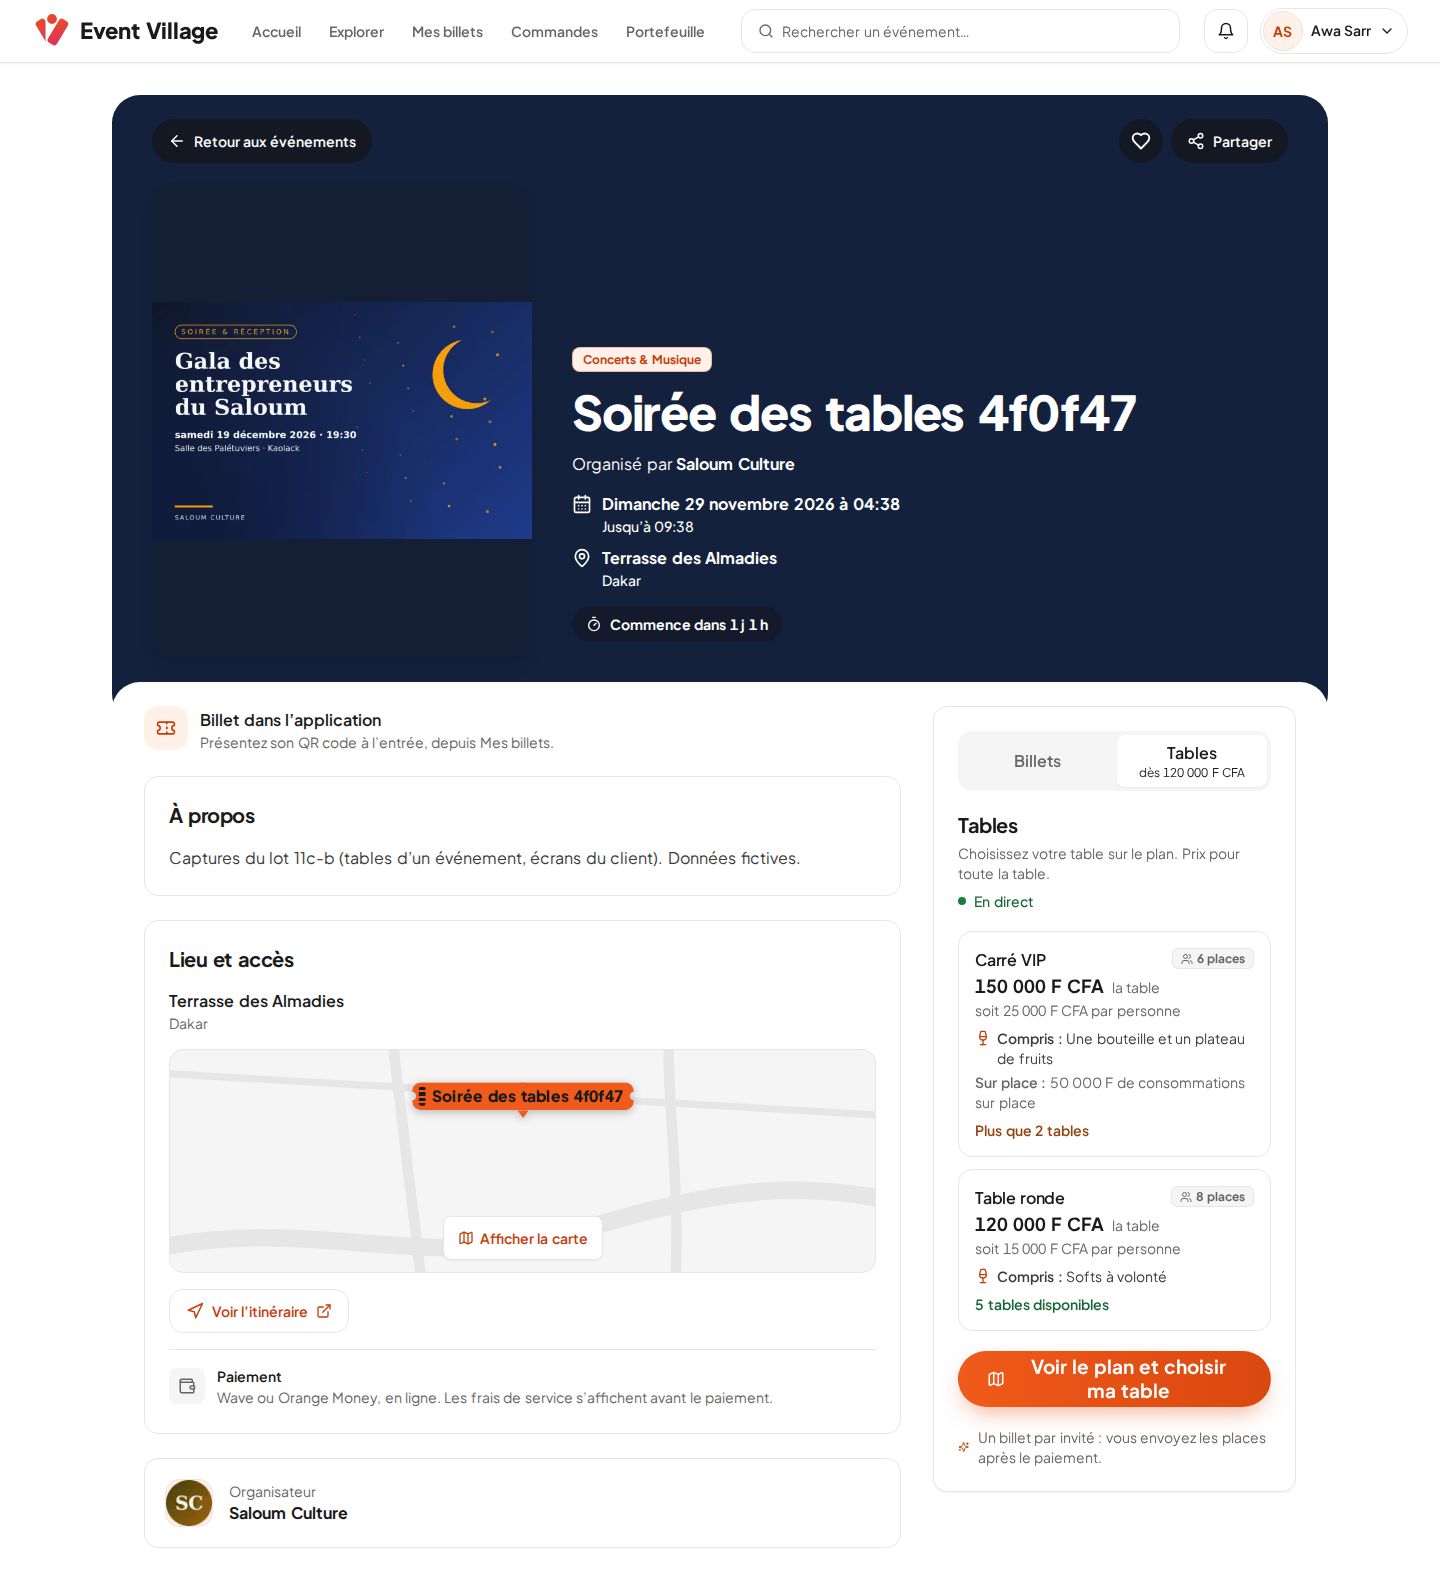 Event Village
Accueil
Explorer
Mes billets
Commandes
Portefeuille
Rechercher un événement…
AS
Awa Sarr
Retour aux événements
Partager
SOIRÉE & RÉCEPTION
Gala des
entrepreneurs
du Saloum
samedi 19 décembre 2026 · 19:30
Salle des Palétuviers · Kaolack
SALOUM CULTURE
Concerts & Musique
Soirée des tables 4f0f47
Organisé par Saloum Culture
Dimanche 29 novembre 2026 à 04:38
Jusqu’à 09:38
Terrasse des Almadies
Dakar
Commence dans 1 j 1 h
Billet dans l’application
Présentez son QR code à l’entrée, depuis Mes billets.
À propos
Captures du lot 11c-b (tables d’un événement, écrans du client). Données fictives.
Lieu et accès
Terrasse des Almadies
Dakar
Soirée des tables 4f0f47
Afficher la carte
Voir l’itinéraire
Paiement
Wave ou Orange Money, en ligne. Les frais de service s’affichent avant le paiement.
SC
Organisateur
Saloum Culture
Billets
Tables
dès 120 000 F CFA
Tables
Choisissez votre table sur le plan. Prix pour
toute la table.
En direct
Carré VIP
6 places
150 000 F CFA la table
soit 25 000 F CFA par personne
Compris : Une bouteille et un plateau
de fruits
Sur place : 50 000 F de consommations
sur place
Plus que 2 tables
Table ronde
8 places
120 000 F CFA la table
soit 15 000 F CFA par personne
Compris : Softs à volonté
5 tables disponibles
Voir le plan et choisir
ma table
Un billet par invité : vous envoyez les places
après le paiement.